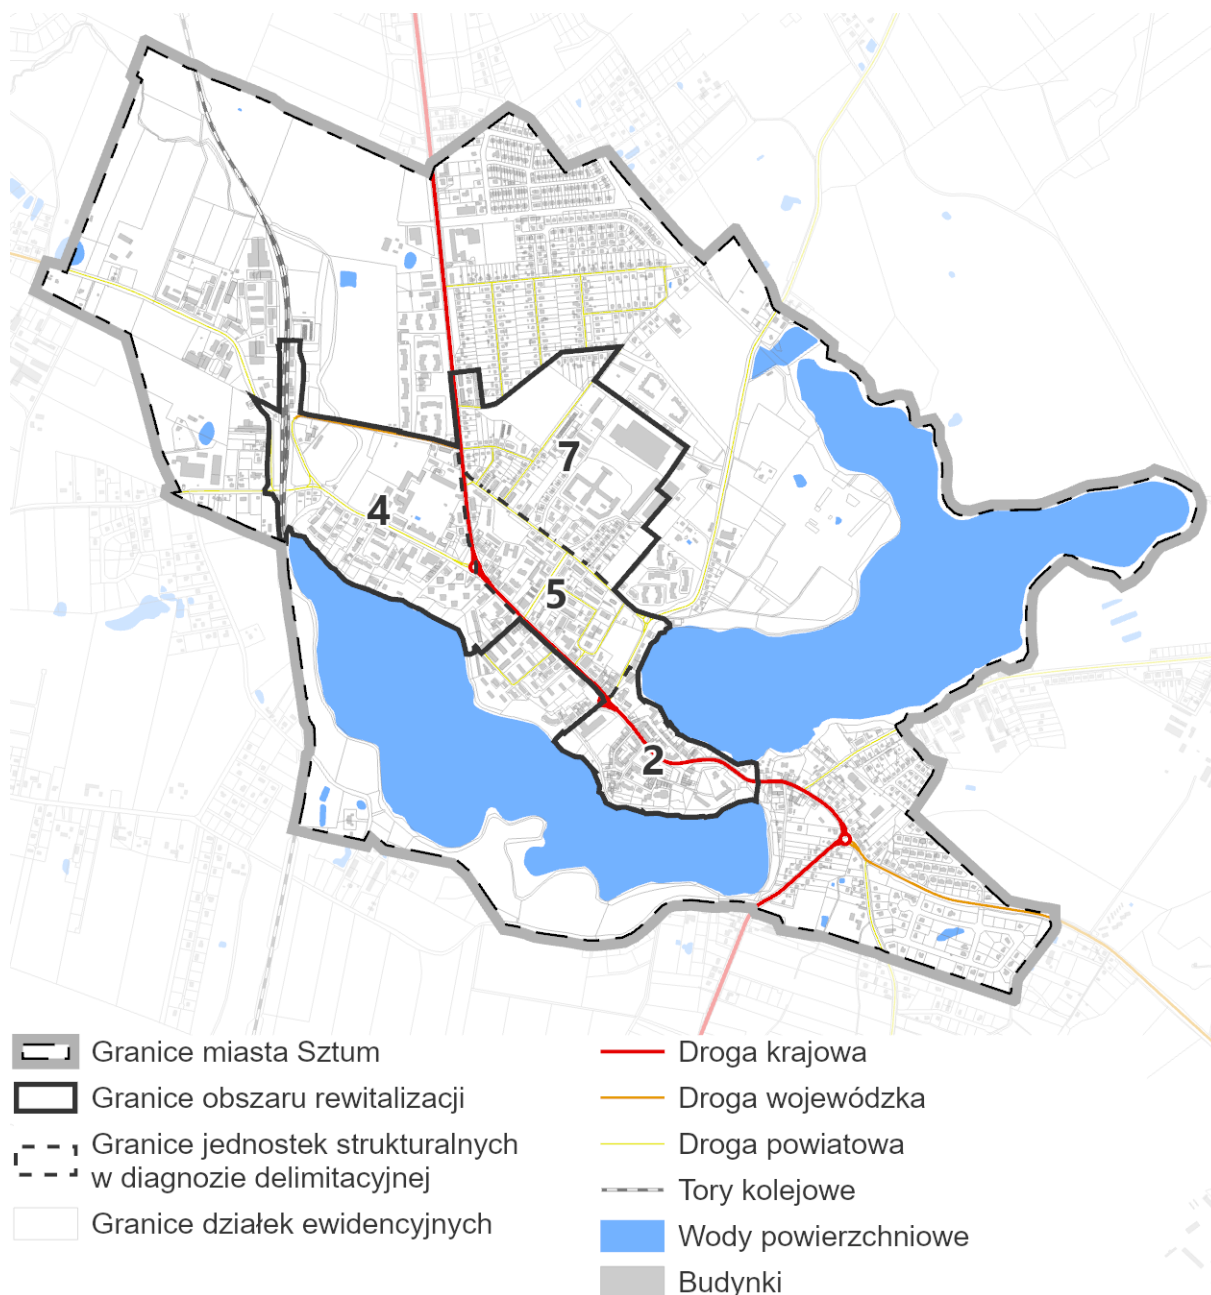 7
4
5
2
Granice miasta Sztum
Granice obszaru rewitalizacji
Granice jednostek strukturalnych
w diagnozie delimitacyjnej
Granice działek ewidencyjnych
Droga krajowa
Droga wojewódzka
Droga powiatowa
Tory kolejowe
Wody powierzchniowe
Budynki